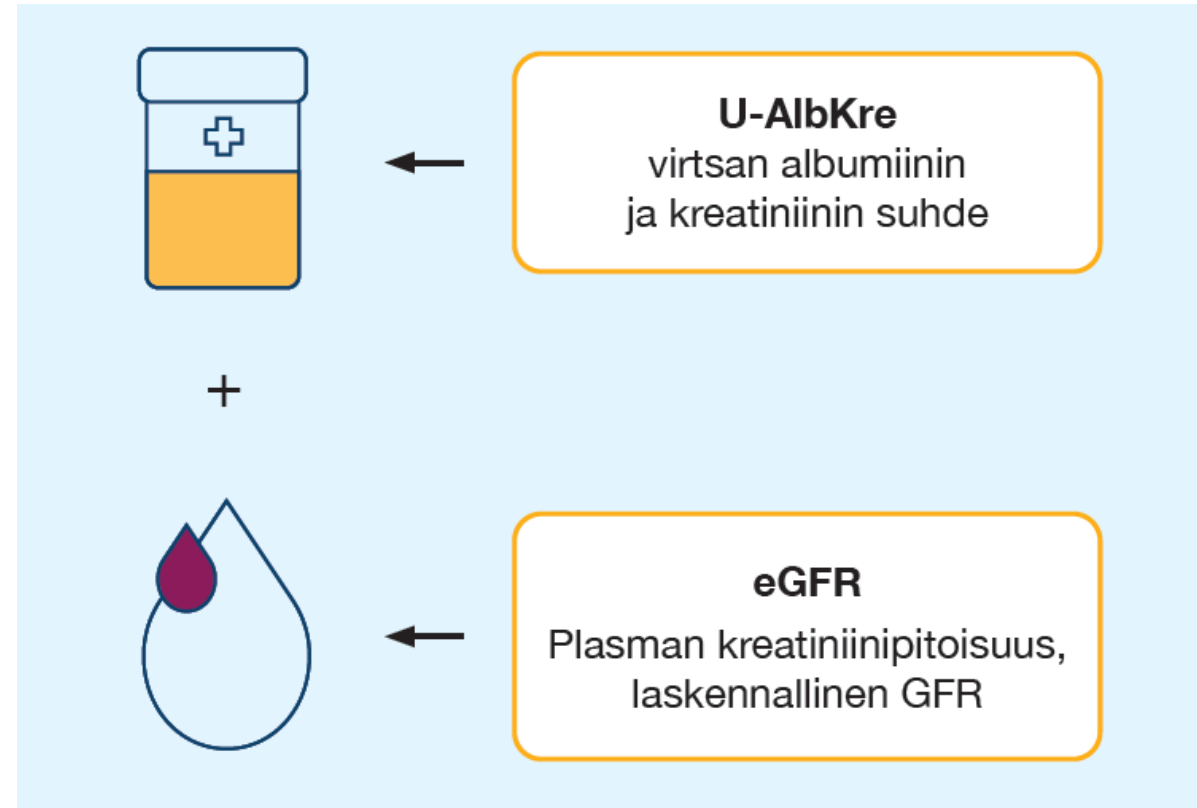 U-AlbKre
virtsan albumiinin
ja kreatiniinin suhde
+
eGFR
Plasman kreatiniinipitoisuus,
laskennallinen GFR